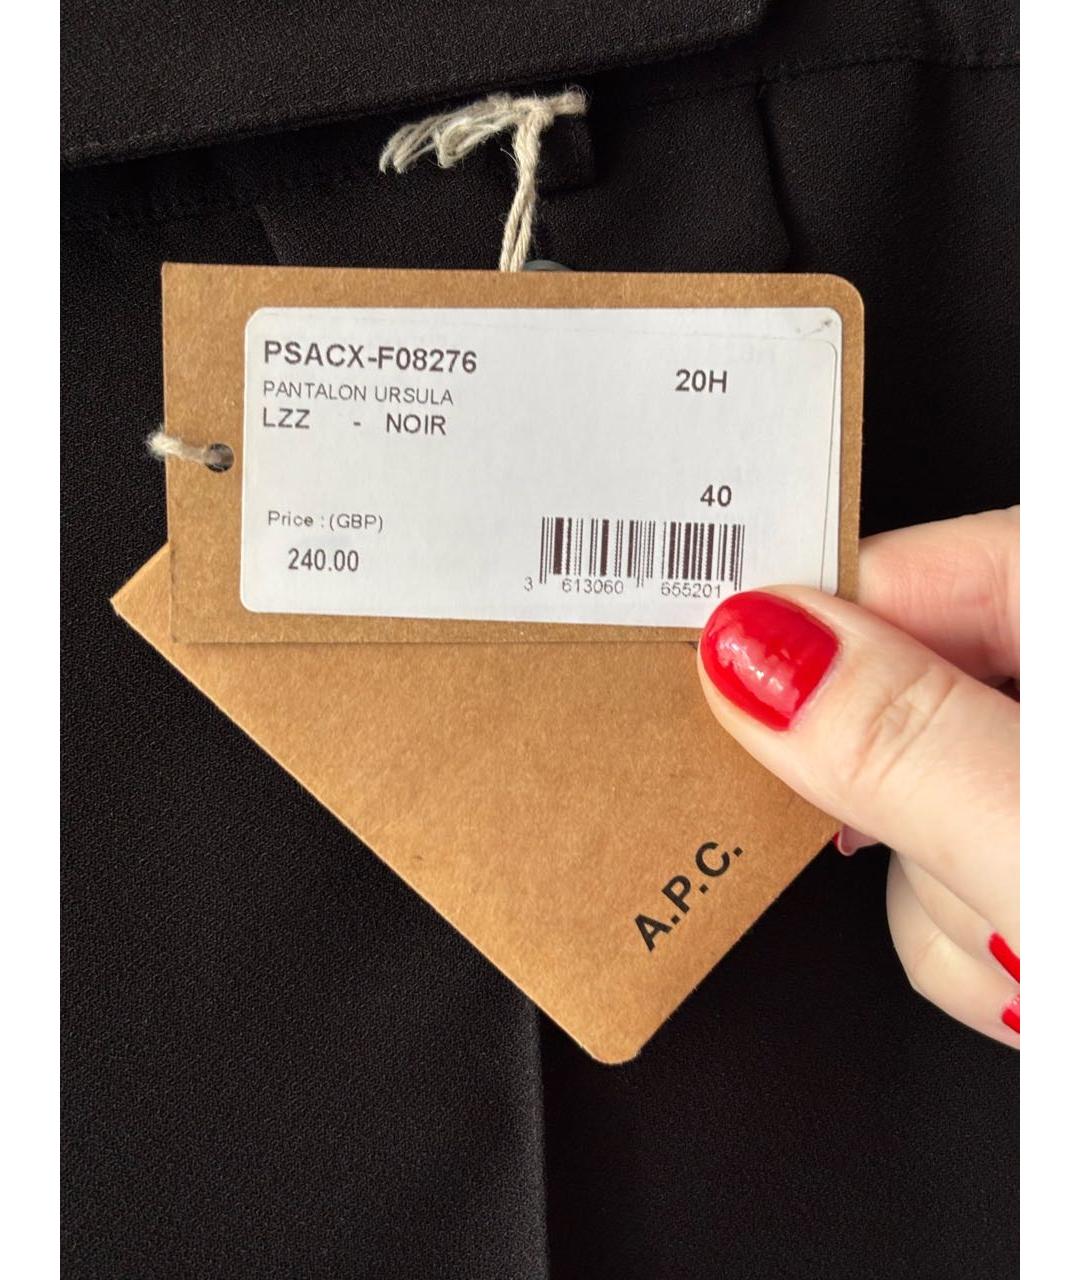 PSACX-F08276
20H
PANTALON URSULA
LZZ - NOIR
40
Price : (GBP)
240.00
3 613060 655201
A.P.C.